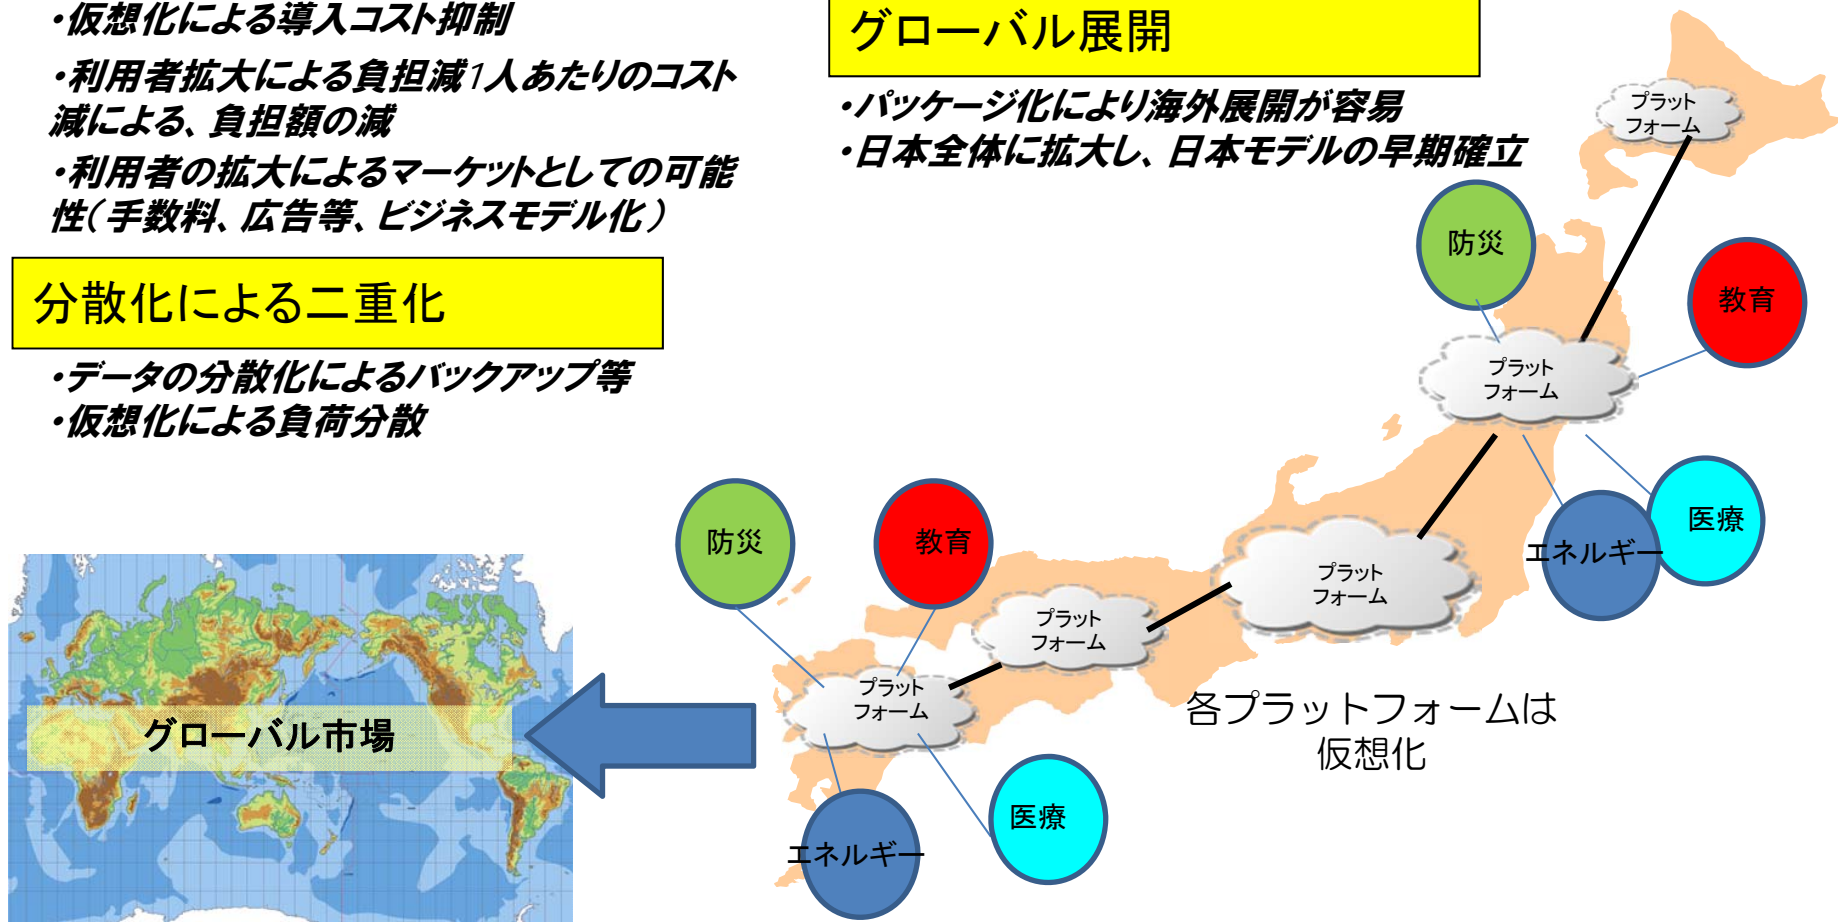 ・仮想化による導入コスト抑制
・利用者拡大による負担減1人あたりのコスト
減による、負担額の減
・利用者の拡大によるマーケットとしての可能
性(手数料、広告等、ビジネスモデル化)
分散化による二重化
・データの分散化によるバックアップ等
・仮想化による負荷分散
グローバル展開
・パッケージ化により海外展開が容易
・日本全体に拡大し、日本モデルの早期確立
プラット
フォーム
防災
教育
プラット
フォーム
医療
エネルギー
プラット
フォーム
防災
教育
プラット
フォーム
プラット
フォーム
各プラットフォームは
仮想化
グローバル市場
医療
エネルギー